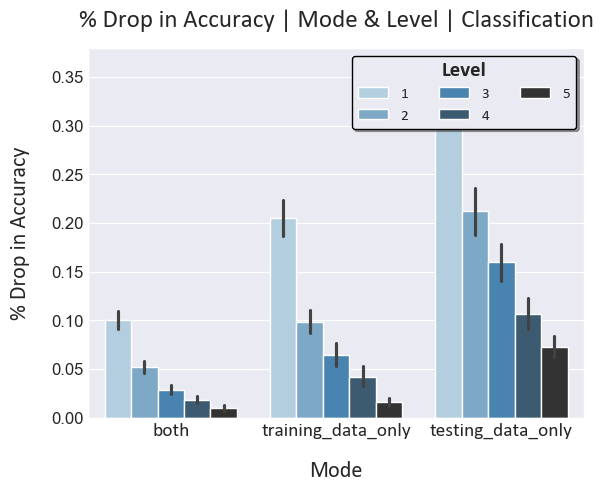 % Drop in Accuracy | Mode & Level | Classification
Level
1 3 5
2 4
% Drop in Accuracy
0.35
0.30
0.25
0.20
0.15
0.10
0.05
0.00
both training_data_only testing_data_only
Mode